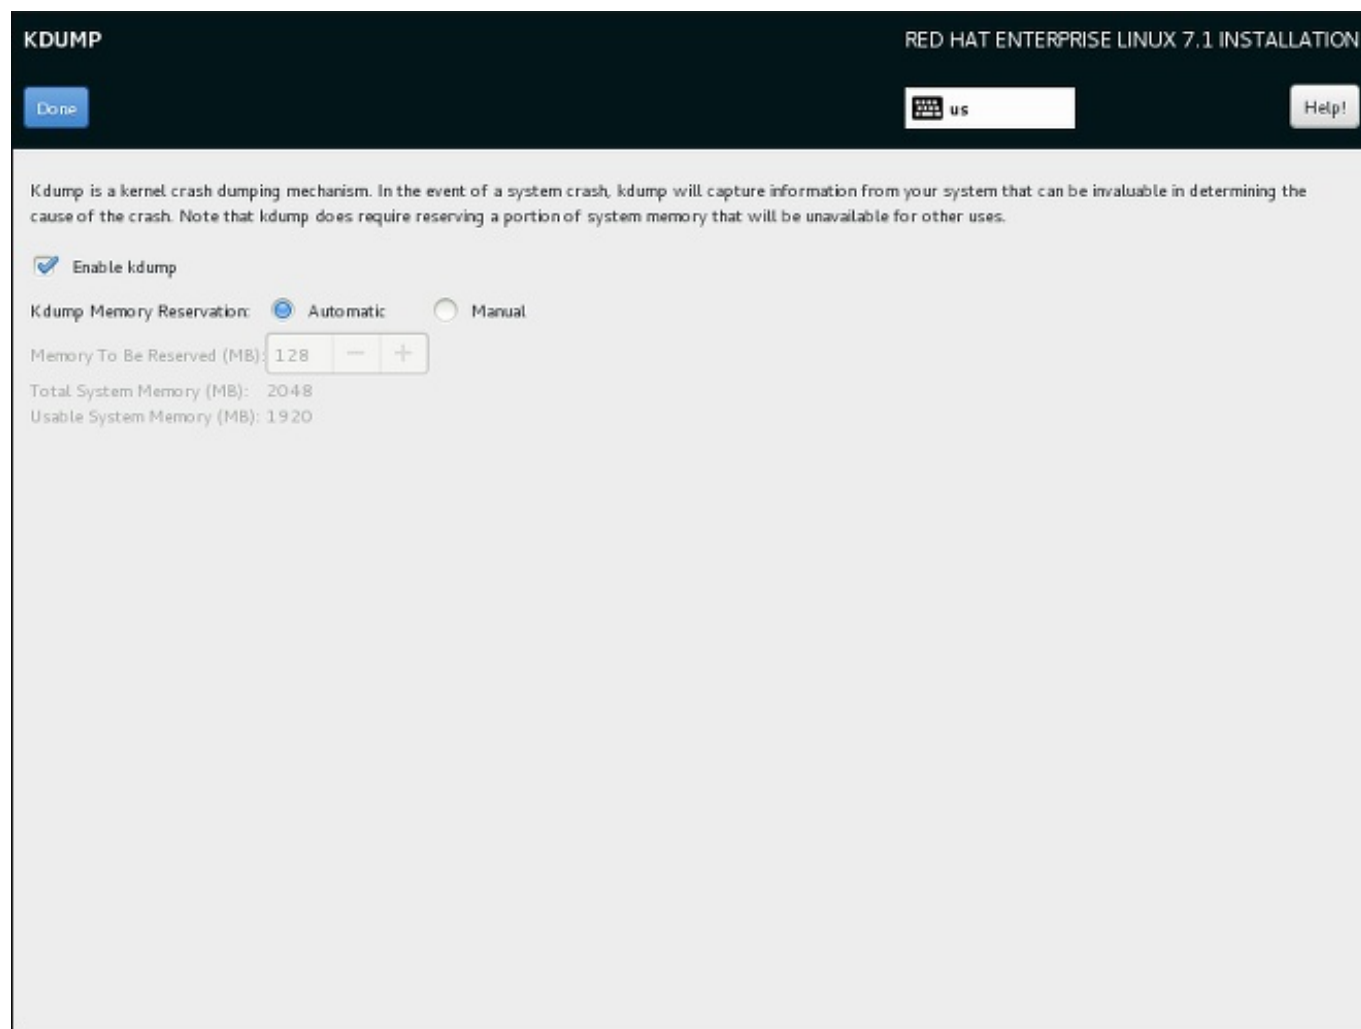 KDUMP
RED HAT ENTERPRISE LINUX 7.1 INSTALLATION
Done
us
Help!
Kdump is a kernel crash dumping mechanism. In the event of a system crash, kdump will capture information from your system that can be invaluable in determining the
cause of the crash. Note that kdump does require reserving a portion of system memory that will be unavailable for other uses.
Enable kdump
Kdump Memory Reservation: Automatic Manual
Memory To Be Reserved (MB): 128 − +
Total System Memory (MB): 2048
Usable System Memory (MB): 1920